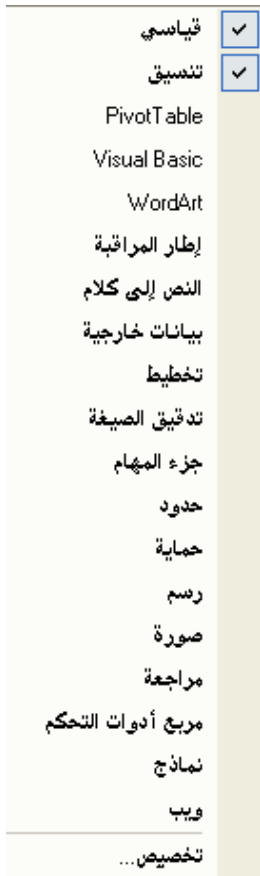 قياسي
تنسيق
PivotTable
Visual Basic
WordArt
إطار المراقبة
النص إلى كلام
بيانات خارجية
تخطيط
تدقيق الصيغة
جزء المهام
حدود
حماية
رسم
صورة
مراجعة
مربع أدوات التحكم
نماذج
ويب
تخصيص...